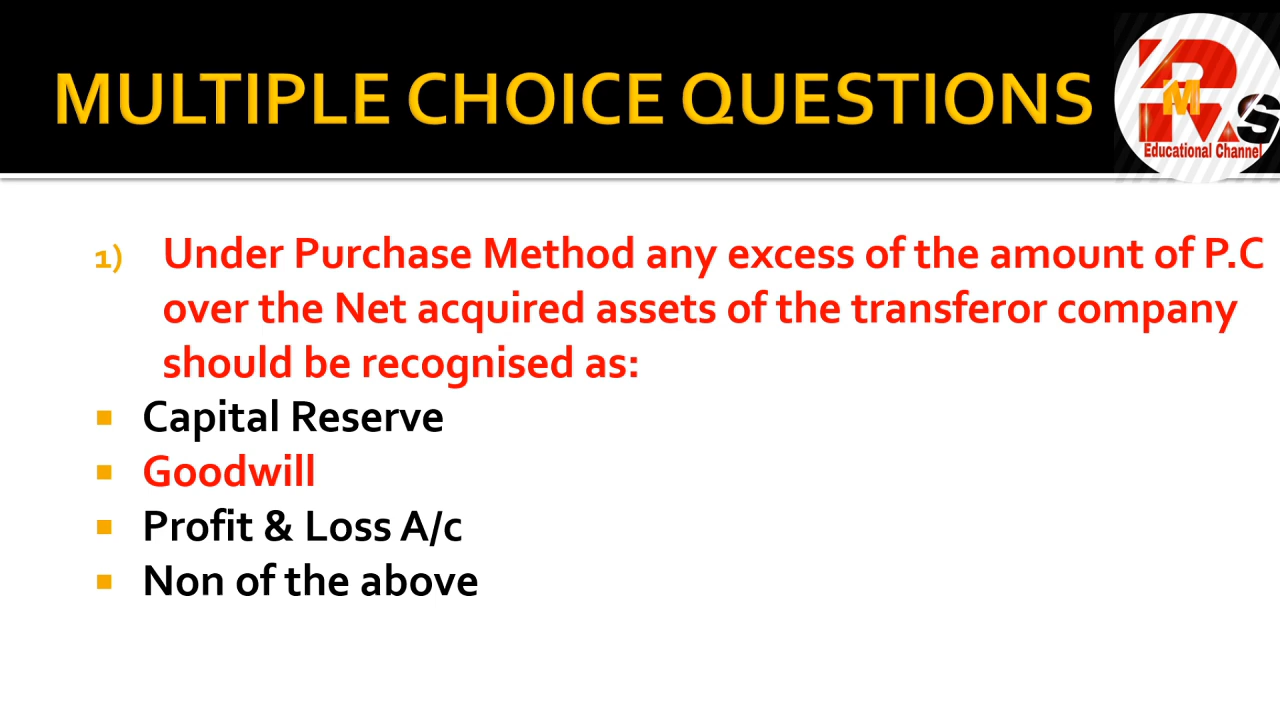 MULTIPLE CHOICE QUESTIONS
M
S
Educational Channel
1) Under Purchase Method any excess of the amount of P.C
over the Net acquired assets of the transferor company
should be recognised as:
Capital Reserve
Goodwill
Profit & Loss A/c
Non of the above